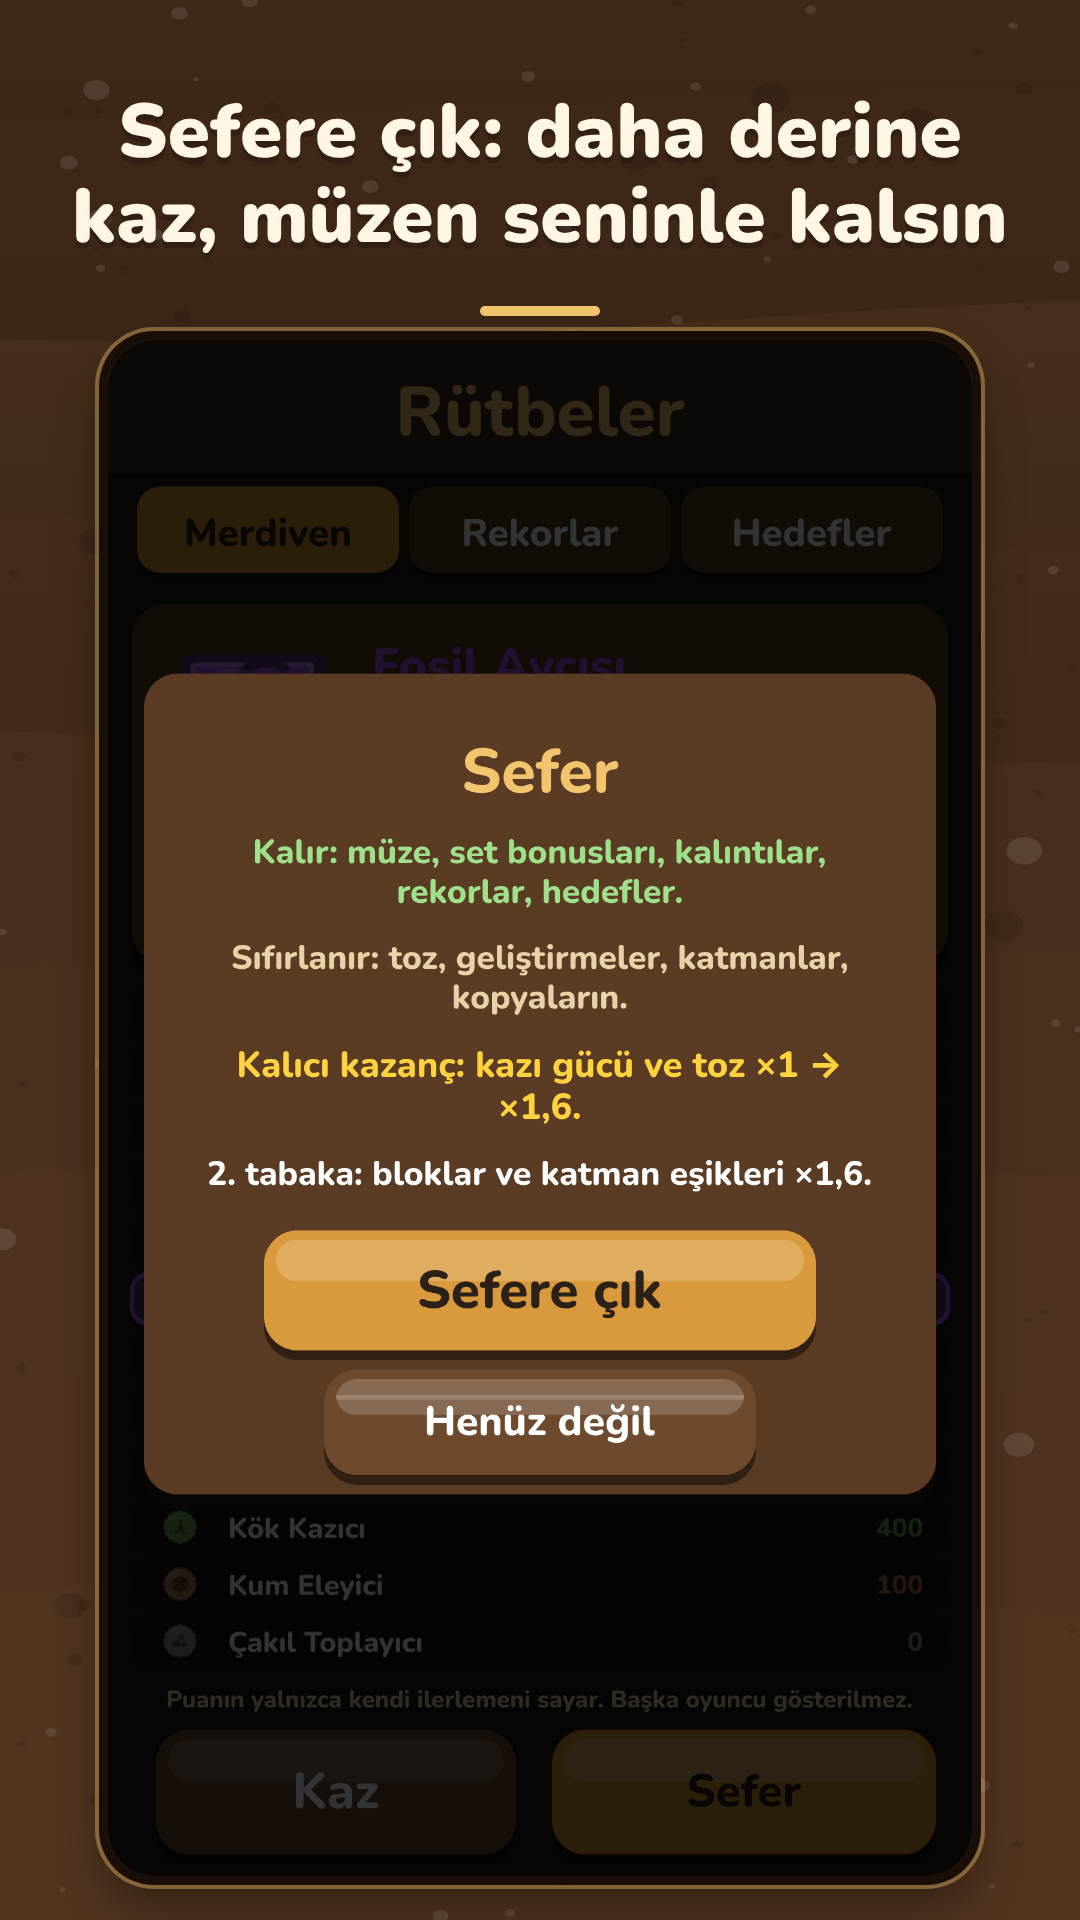 Sefere çık: daha derine
kaz, müzen seninle kalsın
Rütbeler
Merdiven
Rekorlar
Hedefler
Fosil Avcısı
Sefer
Kalır: müze, set bonusları, kalıntılar,
rekorlar, hedefler.
Sıfırlanır: toz, geliştirmeler, katmanlar,
kopyaların.
Kalıcı kazanç: kazı gücü ve toz ×1 →
×1,6.
2. tabaka: bloklar ve katman eşikleri ×1,6.
Sefere çık
Henüz değil
Kök Kazıcı 400
Kum Eleyici 100
Çakıl Toplayıcı 0
Puanın yalnızca kendi ilerlemeni sayar. Başka oyuncu gösterilmez.
Kaz
Sefer